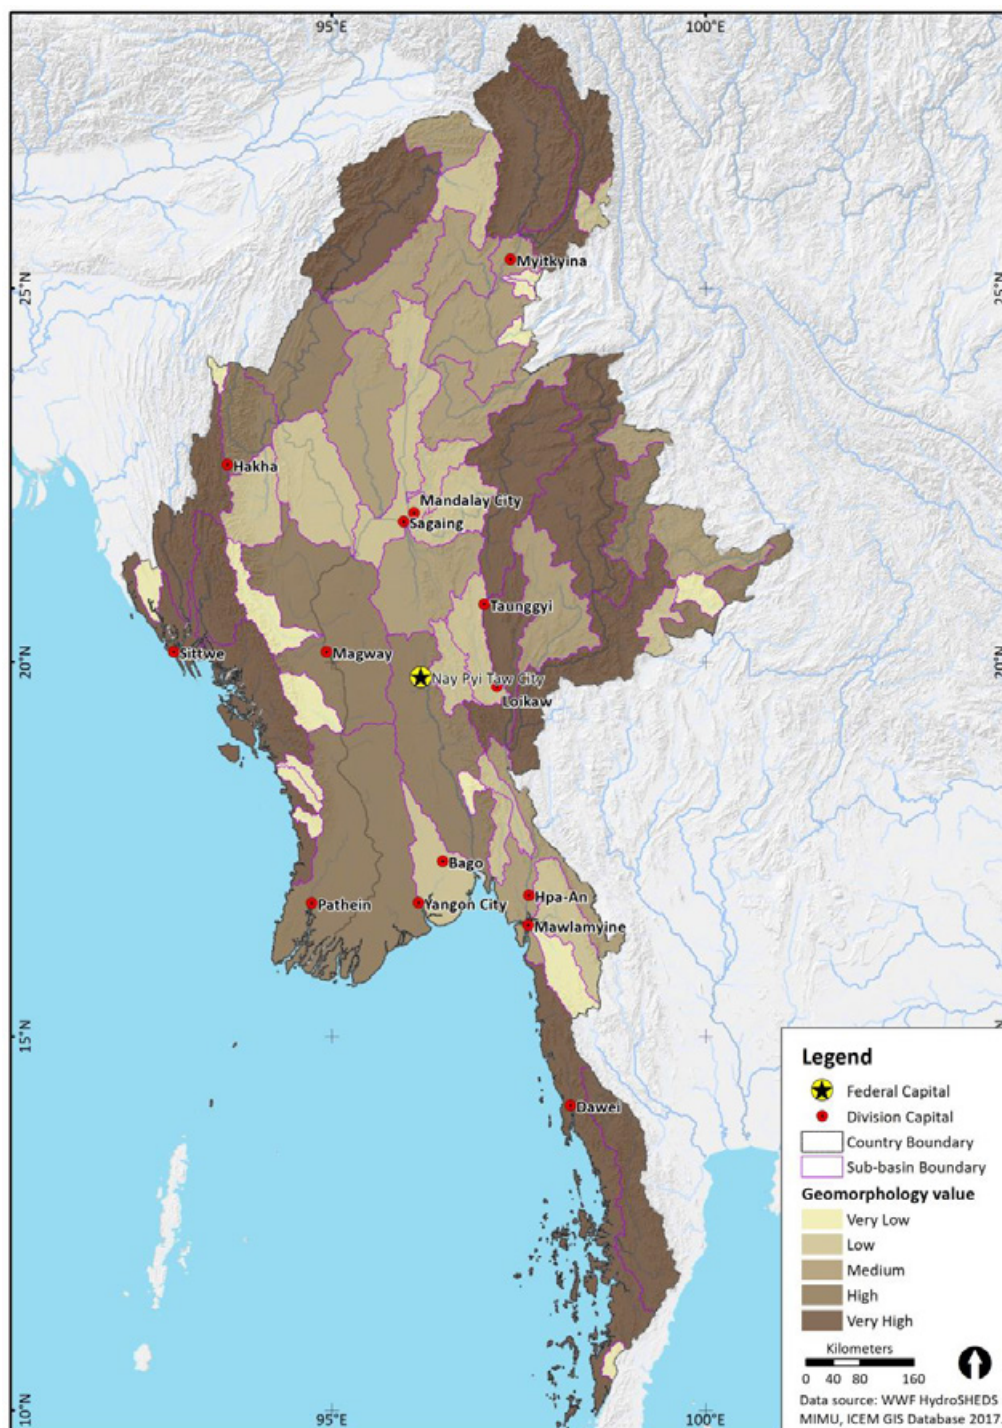 95°E
100°E
Myitkyina
25°N
25°N
Hakha
Mandalay City
Sagaing
Taunggyi
20°N
Sittwe
Magway
20°N
Nay Pyi Taw City
Loikaw
Bago
Hpa-An
Pathein
Yangon City
Mawlamyine
15°N
Legend
Federal Capital
Division Capital
Dawei
Country Boundary
Sub-basin Boundary
Geomorphology value
Very Low
Low
Medium
High
Very High
Kilometers
0 40 80 160
Data source: WWF HydroSHEDS
MIMU, ICEM GIS Database 2017
10°N
95°E
100°E